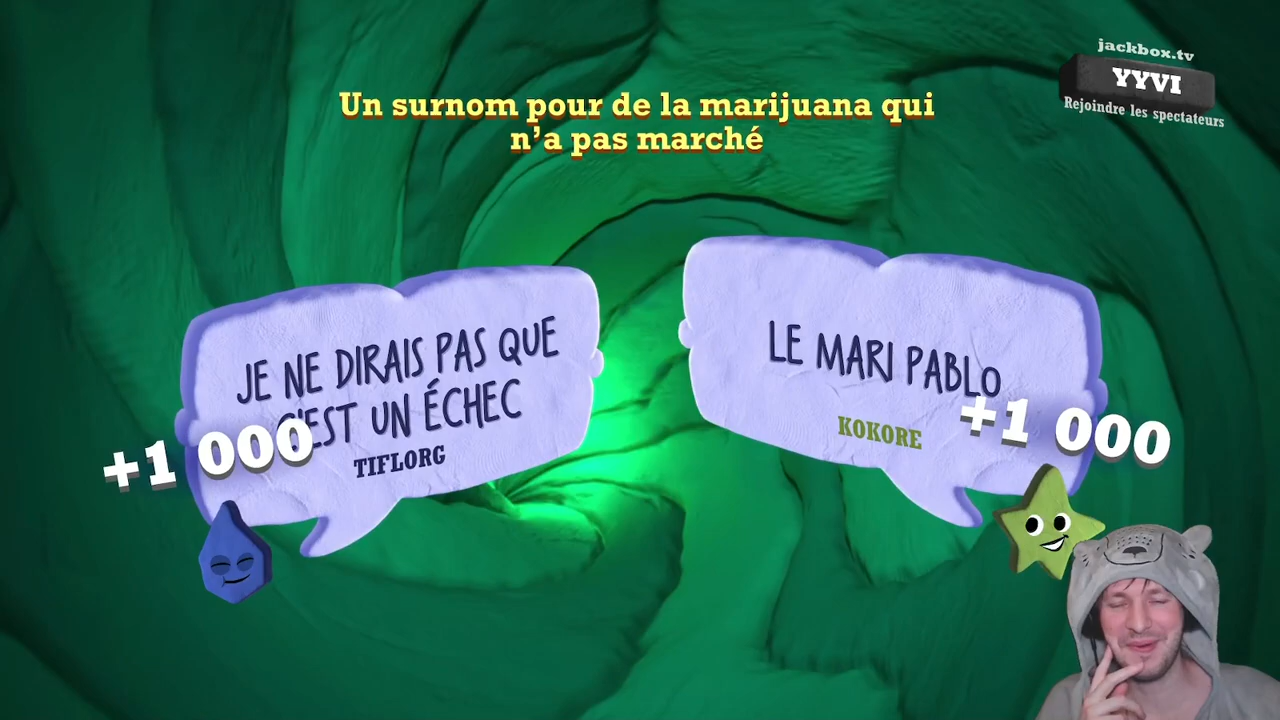 jackbox.tv
YYVI
Rejoindre les spectateurs
Un surnom pour de la marijuana qui
n'a pas marché
JE NE DIRAIS PAS QUE
C'EST UN ÉCHEC
TIFLORG
+1 000
LE MARI PABLO
KOKORE
+1 000